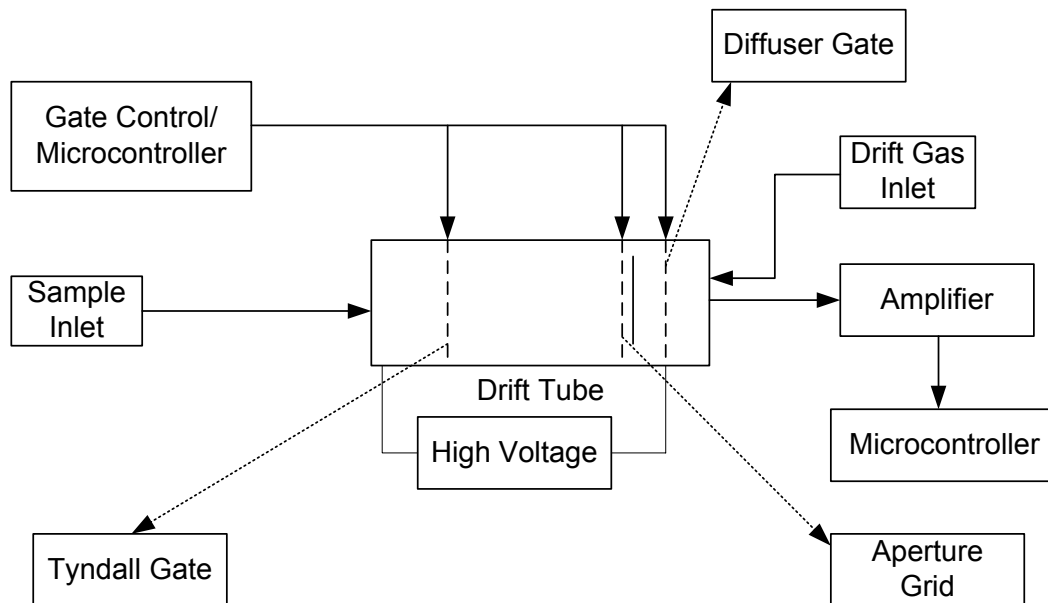 Diffuser Gate
Gate Control/
Microcontroller
Drift Gas
Inlet
Sample
Inlet
Amplifier
Drift Tube
High Voltage
Microcontroller
Tyndall Gate
Aperture
Grid